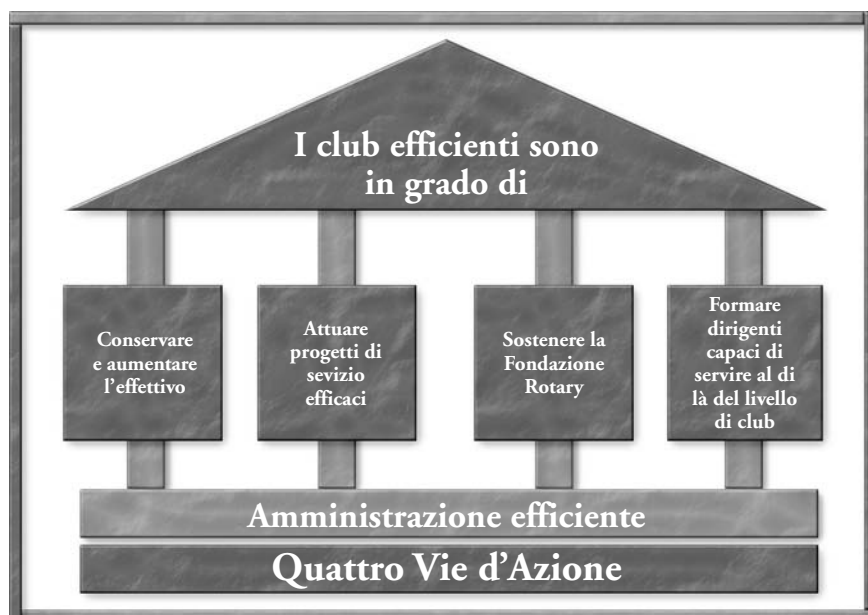 I club efficienti sono
in grado di
Conservare
e aumentare
l'effettivo
Attuare
progetti di
sevizio
efficaci
Sostenere la
Fondazione
Rotary
Formare
dirigenti
capaci di
servire al di
là del livello
di club
Amministrazione efficiente
Quattro Vie d'Azione